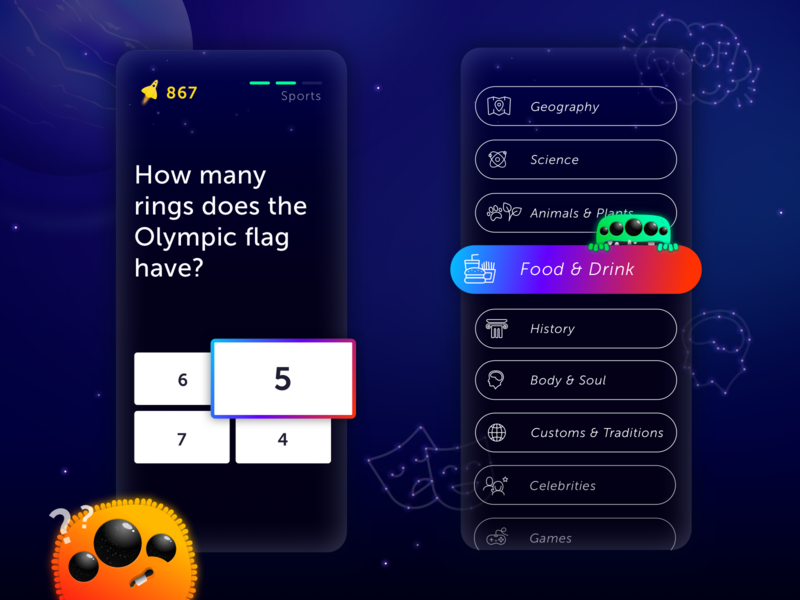 867
Sports
How many
rings does the
Olympic flag
have?
6
5
7
4
? ?
POOF!
Geography
Science
Animals & Plants
Food & Drink
History
Body & Soul
Customs & Traditions
Celebrities
Games